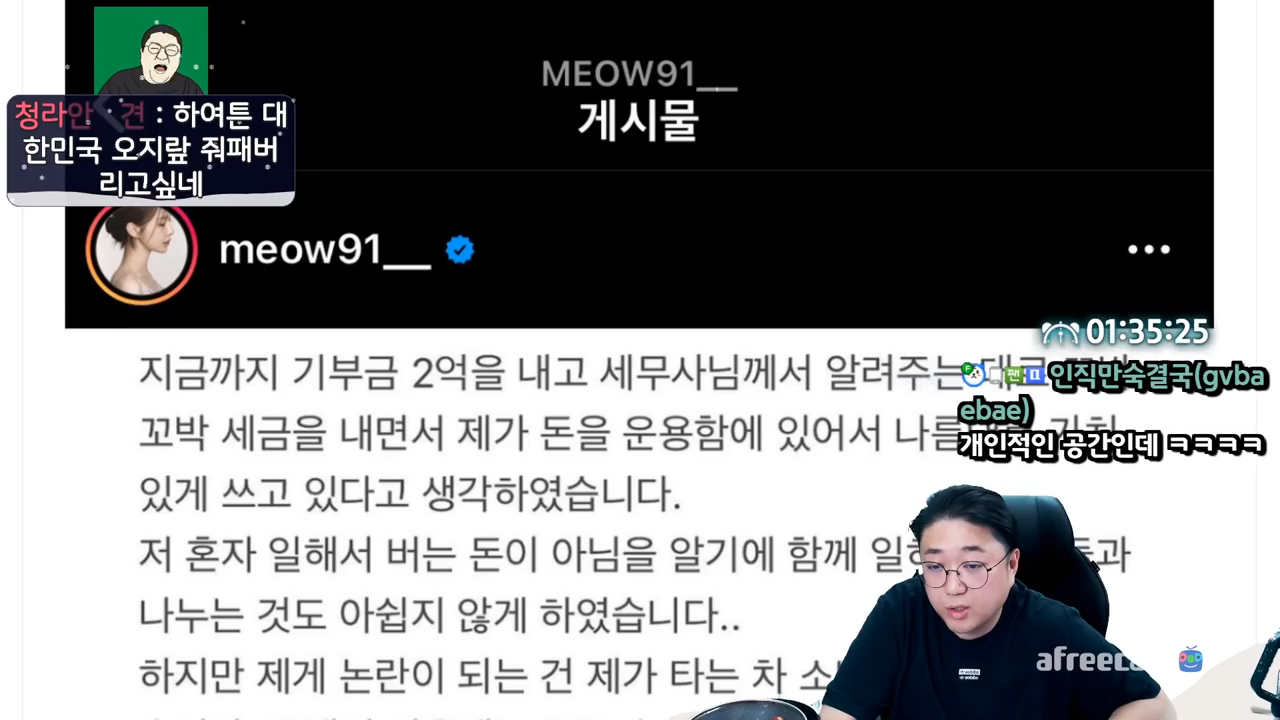 MEOW91__
게시물
청라안 견 : 하여튼 대
한민국 오지랖 줘패버
리고싶네
meow91__
01:35:25
지금까지 기부금 2억을 내고 세무사님께서 알려주는
팬
인직만숙결국(gvba
ebae)
개인적인 공간인데 ㅋㅋㅋㅋ
꼬박 세금을 내면서 제가 돈을 운용함에 있어서
있게 쓰고 있다고 생각하였습니다.
저 혼자 일해서 버는 돈이 아님을 알기에 함께
나누는 것도 아쉽지 않게 하였습니다..
하지만 제게 논란이 되는 건 제가 타는 차